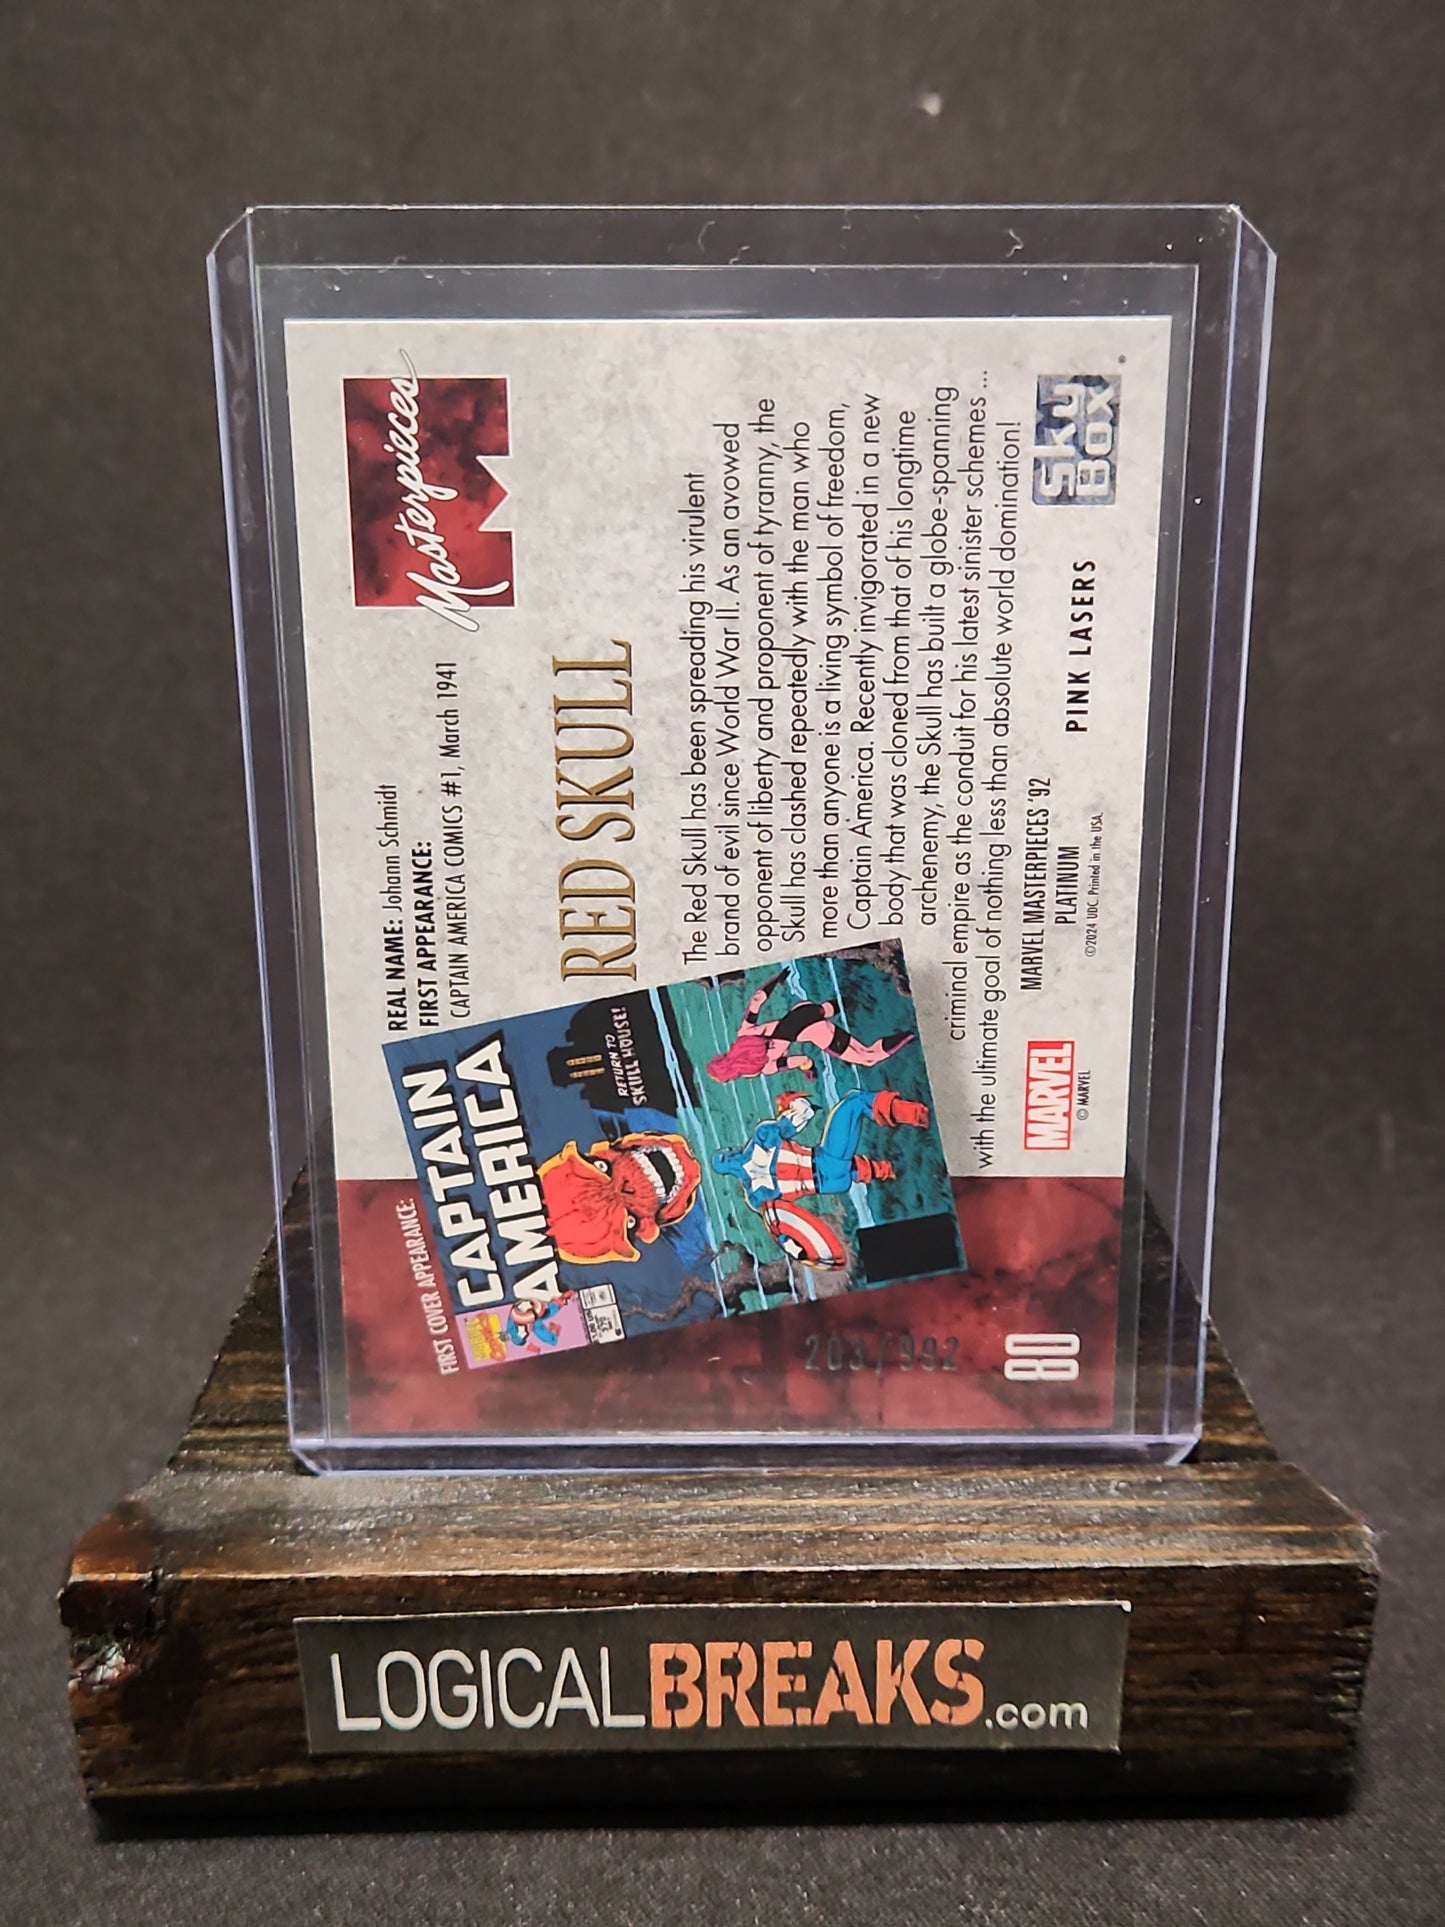 REAL NAME: Johann Schmidt
FIRST APPEARANCE:
CAPTAIN AMERICA COMICS #1, March 1941
Masterpieces
FIRST COVER APPEARANCE:
CAPTAIN
AMERICA
RETURN TO
SKULL HOUSE!
RED SKULL
The Red Skull has been spreading his virulent
brand of evil since World War II. As an avowed
opponent of liberty and proponent of tyranny, the
Skull has clashed repeatedly with the man who
more than anyone is a living symbol of freedom,
Captain America. Recently invigorated in a new
body that was cloned from that of his longtime
archenemy, the Skull has built a globe-spanning
criminal empire as the conduit for his latest sinister schemes ...
with the ultimate goal of nothing less than absolute world domination!
203/992
80
MARVEL
© MARVEL
MARVEL MASTERPIECES '92
PLATINUM
©2024 UDC. Printed in the USA.
PINK LASERS
SkyBox®
LOGICALBREAKS.com